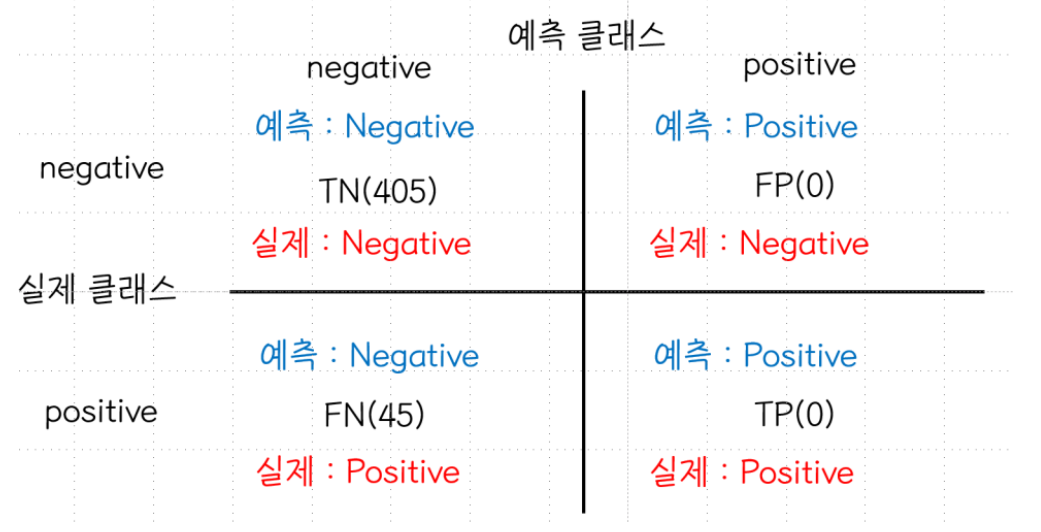 예측 클래스
negative
positive
예측 : Negative
예측 : Positive
negative
TN(405)
FP(0)
실제 : Negative
실제 : Negative
실제 클래스
예측 : Negative
예측 : Positive
positive
FN(45)
TP(0)
실제 : Positive
실제 : Positive